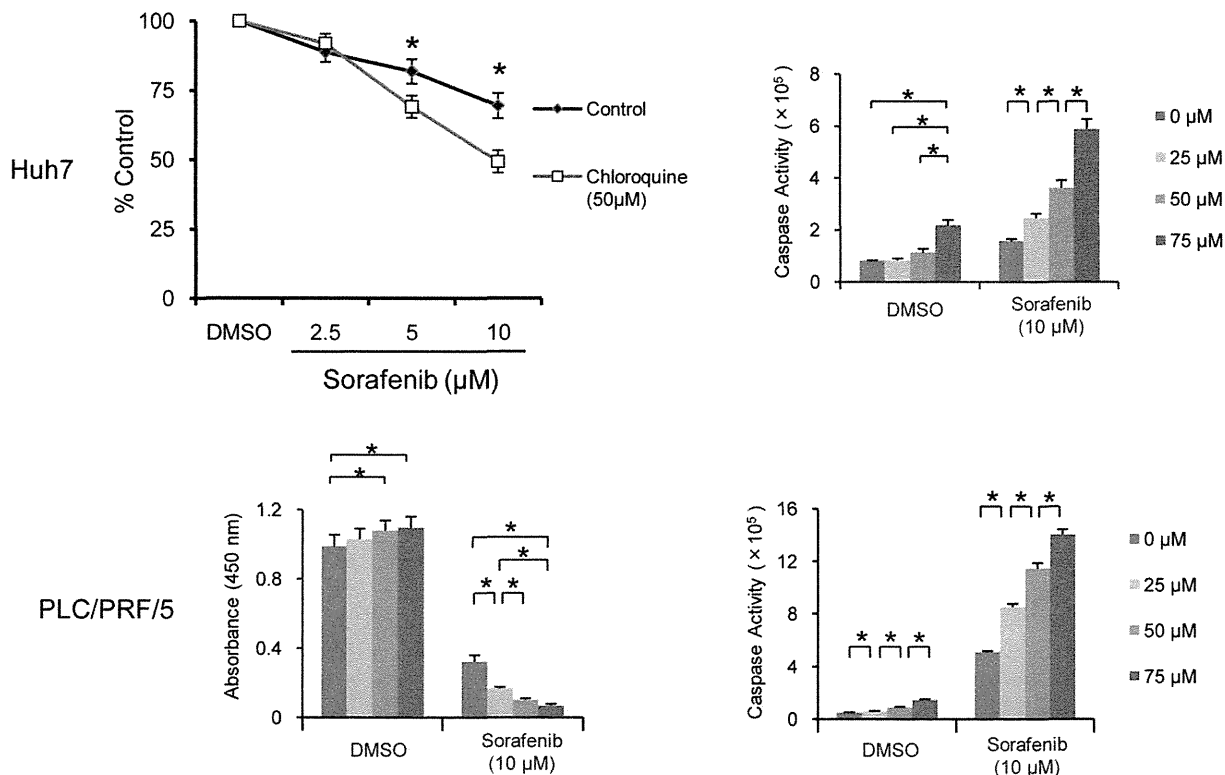 Huh7
% Control
100
75
50
25
0
* *
Control
Chloroquine
(50μM)
DMSO 2.5 5 10
Sorafenib (μM)
Caspase Activity ( × 10⁵)
8
6
4
2
0
* * *
* * *
DMSO Sorafenib
(10 μM)
0 μM
25 μM
50 μM
75 μM
PLC/PRF/5
Absorbance (450 nm)
1.2
0.8
0.4
0
* *
* * * *
DMSO Sorafenib
(10 μM)
Caspase Activity ( × 10⁵)
16
12
8
4
0
* * *
* * *
DMSO Sorafenib
(10 μM)
0 μM
25 μM
50 μM
75 μM